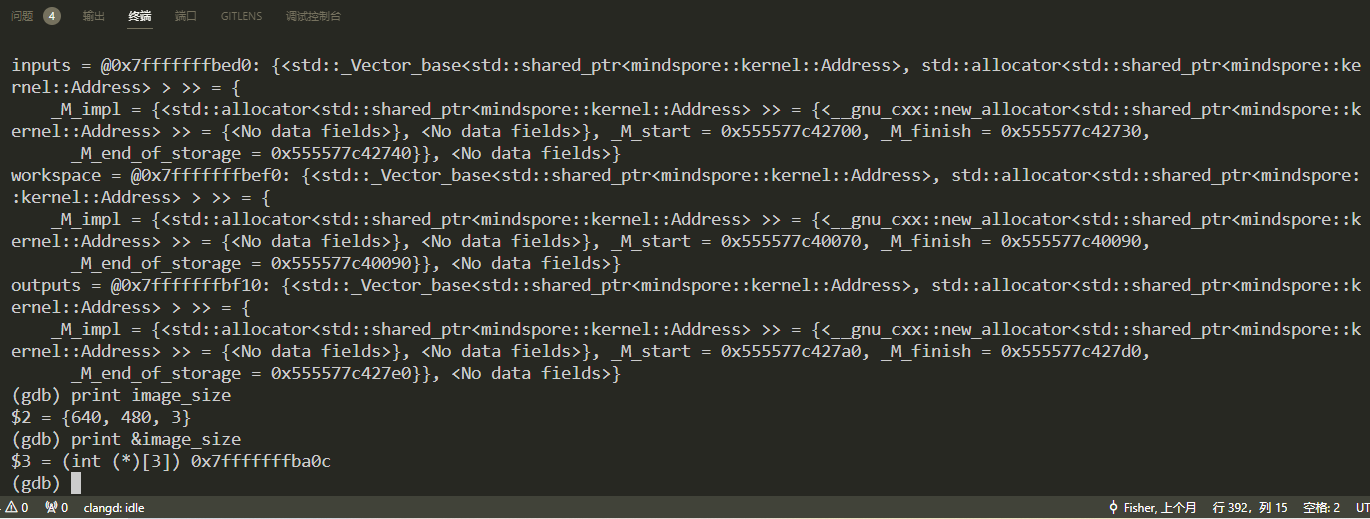 问题 4 输出 终端 端口 GITLENS 调试控制台
inputs = @0x7fffffffbed0: {<std::_Vector_base<std::shared_ptr<mindspore::kernel::Address>, std::allocator<std::shared_ptr<mindspore::ke
rnel::Address> > >> = {
    _M_impl = {<std::allocator<std::shared_ptr<mindspore::kernel::Address> >> = {<__gnu_cxx::new_allocator<std::shared_ptr<mindspore::k
ernel::Address> >> = {<No data fields>}, <No data fields>}, _M_start = 0x555577c42700, _M_finish = 0x555577c42730,
      _M_end_of_storage = 0x555577c42740}}, <No data fields>}
workspace = @0x7fffffffbef0: {<std::_Vector_base<std::shared_ptr<mindspore::kernel::Address>, std::allocator<std::shared_ptr<mindspore:
:kernel::Address> > >> = {
    _M_impl = {<std::allocator<std::shared_ptr<mindspore::kernel::Address> >> = {<__gnu_cxx::new_allocator<std::shared_ptr<mindspore::k
ernel::Address> >> = {<No data fields>}, <No data fields>}, _M_start = 0x555577c40070, _M_finish = 0x555577c40090,
      _M_end_of_storage = 0x555577c40090}}, <No data fields>}
outputs = @0x7fffffffbf10: {<std::_Vector_base<std::shared_ptr<mindspore::kernel::Address>, std::allocator<std::shared_ptr<mindspore::k
ernel::Address> > >> = {
    _M_impl = {<std::allocator<std::shared_ptr<mindspore::kernel::Address> >> = {<__gnu_cxx::new_allocator<std::shared_ptr<mindspore::k
ernel::Address> >> = {<No data fields>}, <No data fields>}, _M_start = 0x555577c427a0, _M_finish = 0x555577c427d0,
      _M_end_of_storage = 0x555577c427e0}}, <No data fields>}
(gdb) print image_size
$2 = {640, 480, 3}
(gdb) print &image_size
$3 = (int (*)[3]) 0x7fffffffba0c
(gdb)
0 0 clangd: idle Fisher, 上个月 行 392，列 15 空格: 2 UT